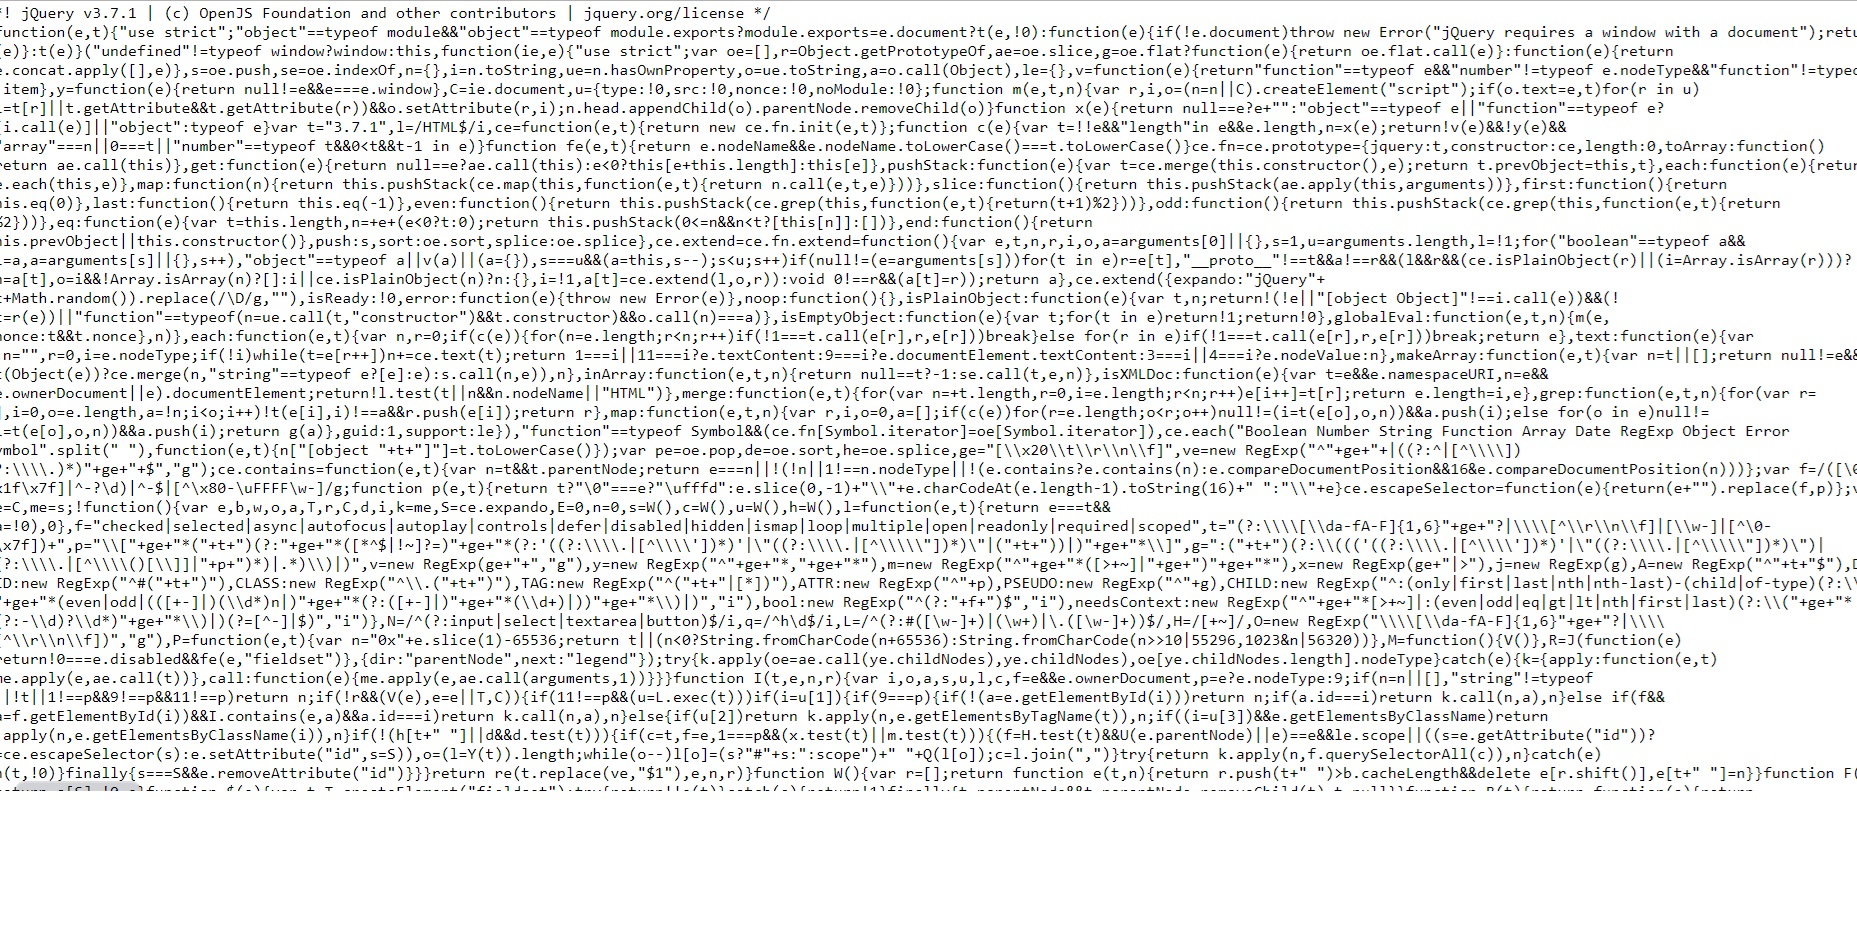 *! jQuery v3.7.1 | (c) OpenJS Foundation and other contributors | jquery.org/license */
function(e,t){"use strict";"object"==typeof module&&"object"==typeof module.exports?module.exports=e.document?t(e,!0):function(e){if(!e.document)throw new Error("jQuery requires a window with a document");retu
(e)}:t(e)}("undefined"!=typeof window?window:this,function(ie,e){"use strict";var oe=[],r=Object.getPrototypeOf,ae=oe.slice,g=oe.flat?function(e){return oe.flat.call(e)}:function(e){return
e.concat.apply([],e)},s=oe.push,se=oe.indexOf,n={},i=n.toString,ue=n.hasOwnProperty,o=ue.toString,a=o.call(Object),le={},v=function(e){return"function"==typeof e&&"number"!=typeof e.nodeType&&"function"!=typeo
.item},y=function(e){return null!=e&&e===e.window},C=ie.document,u={type:!0,src:!0,nonce:!0,noModule:!0};function m(e,t,n){var r,i,o=(n=n||C).createElement("script");if(o.text=e,t)for(r in u)
i=t[r]||t.getAttribute&&t.getAttribute(r))&&o.setAttribute(r,i);n.head.appendChild(o).parentNode.removeChild(o)}function x(e){return null==e?e+"":"object"==typeof e||"function"==typeof e?
[i.call(e)]||"object":typeof e}var t="3.7.1",l=/HTML$/i,ce=function(e,t){return new ce.fn.init(e,t)};function c(e){var t=!!e&&"length"in e&&e.length,n=x(e);return!v(e)&&!y(e)&&
"array"===n||0===t||"number"==typeof t&&0<t&&t-1 in e)}function fe(e,t){return e.nodeName&&e.nodeName.toLowerCase()===t.toLowerCase()}ce.fn=ce.prototype={jquery:t,constructor:ce,length:0,toArray:function()
return ae.call(this)},get:function(e){return null==e?ae.call(this):e<0?this[e+this.length]:this[e]},pushStack:function(e){var t=ce.merge(this.constructor(),e);return t.prevObject=this,t},each:function(e){retur
e.each(this,e)},map:function(n){return this.pushStack(ce.map(this,function(e,t){return n.call(e,t,e)}))},slice:function(){return this.pushStack(ae.apply(this,arguments))},first:function(){return
is.eq(0)},last:function(){return this.eq(-1)},even:function(){return this.pushStack(ce.grep(this,function(e,t){return(t+1)%2}))},odd:function(){return this.pushStack(ce.grep(this,function(e,t){return
%2}))},eq:function(e){var t=this.length,n=+e+(e<0?t:0);return this.pushStack(0<=n&&n<t?[this[n]]:[])},end:function(){return
is.prevObject||this.constructor()},push:s,sort:oe.sort,splice:oe.splice},ce.extend=ce.fn.extend=function(){var e,t,n,r,i,o,a=arguments[0]||{},s=1,u=arguments.length,l=!1;for("boolean"==typeof a&&
l=a,a=arguments[s]||{},s++),"object"==typeof a||v(a)||(a={}),s===u&&(a=this,s--);s<u;s++)if(null!=(e=arguments[s]))for(t in e)r=e[t],"__proto__"!==t&&a!==r&&(l&&r&&(ce.isPlainObject(r)||(i=Array.isArray(r)))?
n=a[t],o=i&&!Array.isArray(n)?[]:i||ce.isPlainObject(n)?n:{},i=!1,a[t]=ce.extend(l,o,r)):void 0!==r&&(a[t]=r));return a},ce.extend({expando:"jQuery"+
t+Math.random()).replace(/\D/g,""),isReady:!0,error:function(e){throw new Error(e)},noop:function(){},isPlainObject:function(e){var t,n;return!(!e||"[object Object]"!==i.call(e))&&(!
t=r(e))||"function"==typeof(n=ue.call(t,"constructor")&&t.constructor)&&o.call(n)===a)},isEmptyObject:function(e){var t;for(t in e)return!1;return!0},globalEval:function(e,t,n){m(e,
nonce:t&&t.nonce},n)},each:function(e,t){var n,r=0;if(c(e)){for(n=e.length;r<n;r++)if(!1===t.call(e[r],r,e[r]))break}else for(r in e)if(!1===t.call(e[r],r,e[r]))break;return e},text:function(e){var
,n="",r=0,i=e.nodeType;if(!i)while(t=e[r++])n+=ce.text(t);return 1===i||11===i?e.textContent:9===i?e.documentElement.textContent:3===i||4===i?e.nodeValue:n},makeArray:function(e,t){var n=t||[];return null!=e&&
c(Object(e))?ce.merge(n,"string"==typeof e?[e]:e):s.call(n,e)),n},inArray:function(e,t,n){return null==t?-1:se.call(t,e,n)},isXMLDoc:function(e){var t=e&&e.namespaceURI,n=e&&
e.ownerDocument||e).documentElement;return!l.test(t||n&&n.nodeName||"HTML")},merge:function(e,t){for(var n=+t.length,r=0,i=e.length;r<n;r++)e[i++]=t[r];return e.length=i,e},grep:function(e,t,n){for(var r=
],i=0,o=e.length,a=!n;i<o;i++)!t(e[i],i)!==a&&r.push(e[i]);return r},map:function(e,t,n){var r,i,o=0,a=[];if(c(e))for(r=e.length;o<r;o++)null!=(i=t(e[o],o,n))&&a.push(i);else for(o in e)null!=
i=t(e[o],o,n))&&a.push(i);return g(a)},guid:1,support:le}),"function"==typeof Symbol&&(ce.fn[Symbol.iterator]=oe[Symbol.iterator]),ce.each("Boolean Number String Function Array Date RegExp Object Error
ymbol".split(" "),function(e,t){n["[object "+t+"]"]=t.toLowerCase()});var pe=oe.pop,de=oe.sort,he=oe.splice,ge="[\\x20\\t\\r\\n\\f]",ve=new RegExp("^"+ge+"+|((?:^|[^\\\\])
?:\\\\.)*)"+ge+"+$","g");ce.contains=function(e,t){var n=t&&t.parentNode;return e===n||!(!n||1!==n.nodeType||!(e.contains?e.contains(n):e.compareDocumentPosition&&16&e.compareDocumentPosition(n)))};var f=/([\0
x1f\x7f]|^-?\d)|^-$|[^\x80-\uFFFF\w-]/g;function p(e,t){return t?"\0"===e?"\ufffd":e.slice(0,-1)+"\\"+e.charCodeAt(e.length-1).toString(16)+" ":"\\"+e}ce.escapeSelector=function(e){return(e+"").replace(f,p)};v
e=C,me=s;!function(){var e,b,w,o,a,T,r,C,d,i,k=me,S=ce.expando,E=0,n=0,s=W(),c=W(),u=W(),h=W(),l=function(e,t){return e===t&&
a=!0),0},f="checked|selected|async|autofocus|autoplay|controls|defer|disabled|hidden|ismap|loop|multiple|open|readonly|required|scoped",t="(?:\\\\[\\da-fA-F]{1,6}"+ge+"?|\\\\[^\\r\\n\\f]|[\\w-]|[^\0-
\x7f])+",p="\\["+ge+"*("+t+")(?:"+ge+"*([*^$|!~]?=)"+ge+"*(?:'((?:\\\\.|[^\\\\'])*)'|\"((?:\\\\.|[^\\\\\"])*)\"|("+t+"))|)"+ge+"*\\]",g=":("+t+")(?:\\((('((?:\\\\.|[^\\\\'])*)'|\"((?:\\\\.|[^\\\\\"])*)\")|
(?:\\\\.|[^\\\\()[\\]]|"+p+")*)|.*)\\)|)",v=new RegExp(ge+"+","g"),y=new RegExp("^"+ge+"*,"+ge+"*"),m=new RegExp("^"+ge+"*([>+~]|"+ge+")"+ge+"*"),x=new RegExp(ge+"|>"),j=new RegExp(g),A=new RegExp("^"+t+"$"),D
ID:new RegExp("^#("+t+")"),CLASS:new RegExp("^\\.("+t+")"),TAG:new RegExp("^("+t+"|[*])"),ATTR:new RegExp("^"+p),PSEUDO:new RegExp("^"+g),CHILD:new RegExp("^:(only|first|last|nth|nth-last)-(child|of-type)(?:\\
"+ge+"*(even|odd|(([+-]|)(\\d*)n|)"+ge+"*(?:([+-]|)"+ge+"*(\\d+)|))"+ge+"*\\)|)","i"),bool:new RegExp("^(?:"+f+")$","i"),needsContext:new RegExp("^"+ge+"*[>+~]|:(even|odd|eq|gt|lt|nth|first|last)(?:\\("+ge+"*
(?:-\\d)?\\d*)"+ge+"*\\)|)(?=[^-]|$)","i")},N=/^(?:input|select|textarea|button)$/i,q=/^h\d$/i,L=/^(?:#([\w-]+)|(\w+)|\.([\w-]+))$/,H=/[+~]/,O=new RegExp("\\\\[\\da-fA-F]{1,6}"+ge+"?|\\\\
[^\\r\\n\\f])","g"),P=function(e,t){var n="0x"+e.slice(1)-65536;return t||(n<0?String.fromCharCode(n+65536):String.fromCharCode(n>>10|55296,1023&n|56320))},M=function(){V()},R=J(function(e)
return!0===e.disabled&&fe(e,"fieldset")},{dir:"parentNode",next:"legend"});try{k.apply(oe=ae.call(ye.childNodes),ye.childNodes),oe[ye.childNodes.length].nodeType}catch(e){k={apply:function(e,t)
me.apply(e,ae.call(t))},call:function(e){me.apply(e,ae.call(arguments,1))}}}function I(t,e,n,r){var i,o,a,s,u,l,c,f=e&&e.ownerDocument,p=e?e.nodeType:9;if(n=n||[],"string"!=typeof
||!t||1!==p&&9!==p&&11!==p)return n;if(!r&&(V(e),e=e||T,C)){if(11!==p&&(u=L.exec(t)))if(i=u[1]){if(9===p){if(!(a=e.getElementById(i)))return n;if(a.id===i)return k.call(n,a),n}else if(f&&
a=f.getElementById(i))&&I.contains(e,a)&&a.id===i)return k.call(n,a),n}else{if(u[2])return k.apply(n,e.getElementsByTagName(t)),n;if((i=u[3])&&e.getElementsByClassName)return
.apply(n,e.getElementsByClassName(i)),n}if(!(h[t+" "]||d&&d.test(t))){if(c=t,f=e,1===p&&(x.test(t)||m.test(t))){(f=H.test(t)&&U(e.parentNode)||e)==e&&le.scope||((s=e.getAttribute("id"))?
=ce.escapeSelector(s):e.setAttribute("id",s=S)),o=(l=Y(t)).length;while(o--)l[o]=(s?"#"+s:":scope")+" "+Q(l[o]);c=l.join(",")}try{return k.apply(n,f.querySelectorAll(c)),n}catch(e)
h(t,!0)}finally{s===S&&e.removeAttribute("id")}}}return re(t.replace(ve,"$1"),e,n,r)}function W(){var r=[];return function e(t,n){return r.push(t+" ")>b.cacheLength&&delete e[r.shift()],e[t+" "]=n}}function F(